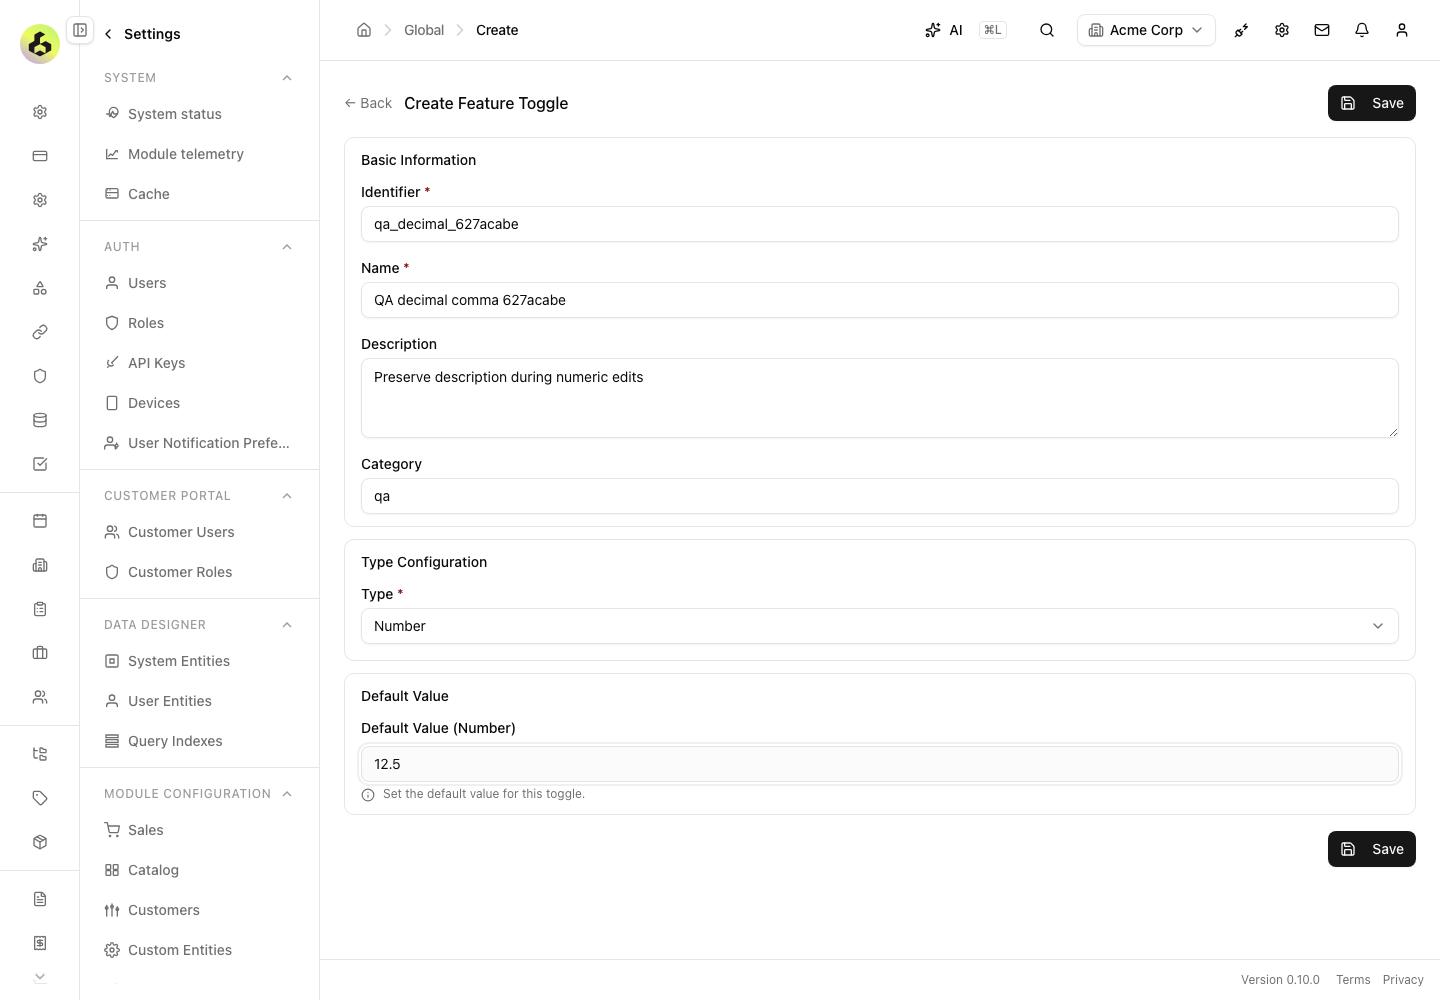 Settings
SYSTEM
System status
Module telemetry
Cache
AUTH
Users
Roles
API Keys
Devices
User Notification Prefe...
CUSTOMER PORTAL
Customer Users
Customer Roles
DATA DESIGNER
System Entities
User Entities
Query Indexes
MODULE CONFIGURATION
Sales
Catalog
Customers
Custom Entities
Global
Create
AI
⌘L
Acme Corp
← Back
Create Feature Toggle
Save
Basic Information
Identifier *
qa_decimal_627acabe
Name *
QA decimal comma 627acabe
Description
Preserve description during numeric edits
Category
qa
Type Configuration
Type *
Number
Default Value
Default Value (Number)
12.5
Set the default value for this toggle.
Save
Version 0.10.0
Terms
Privacy